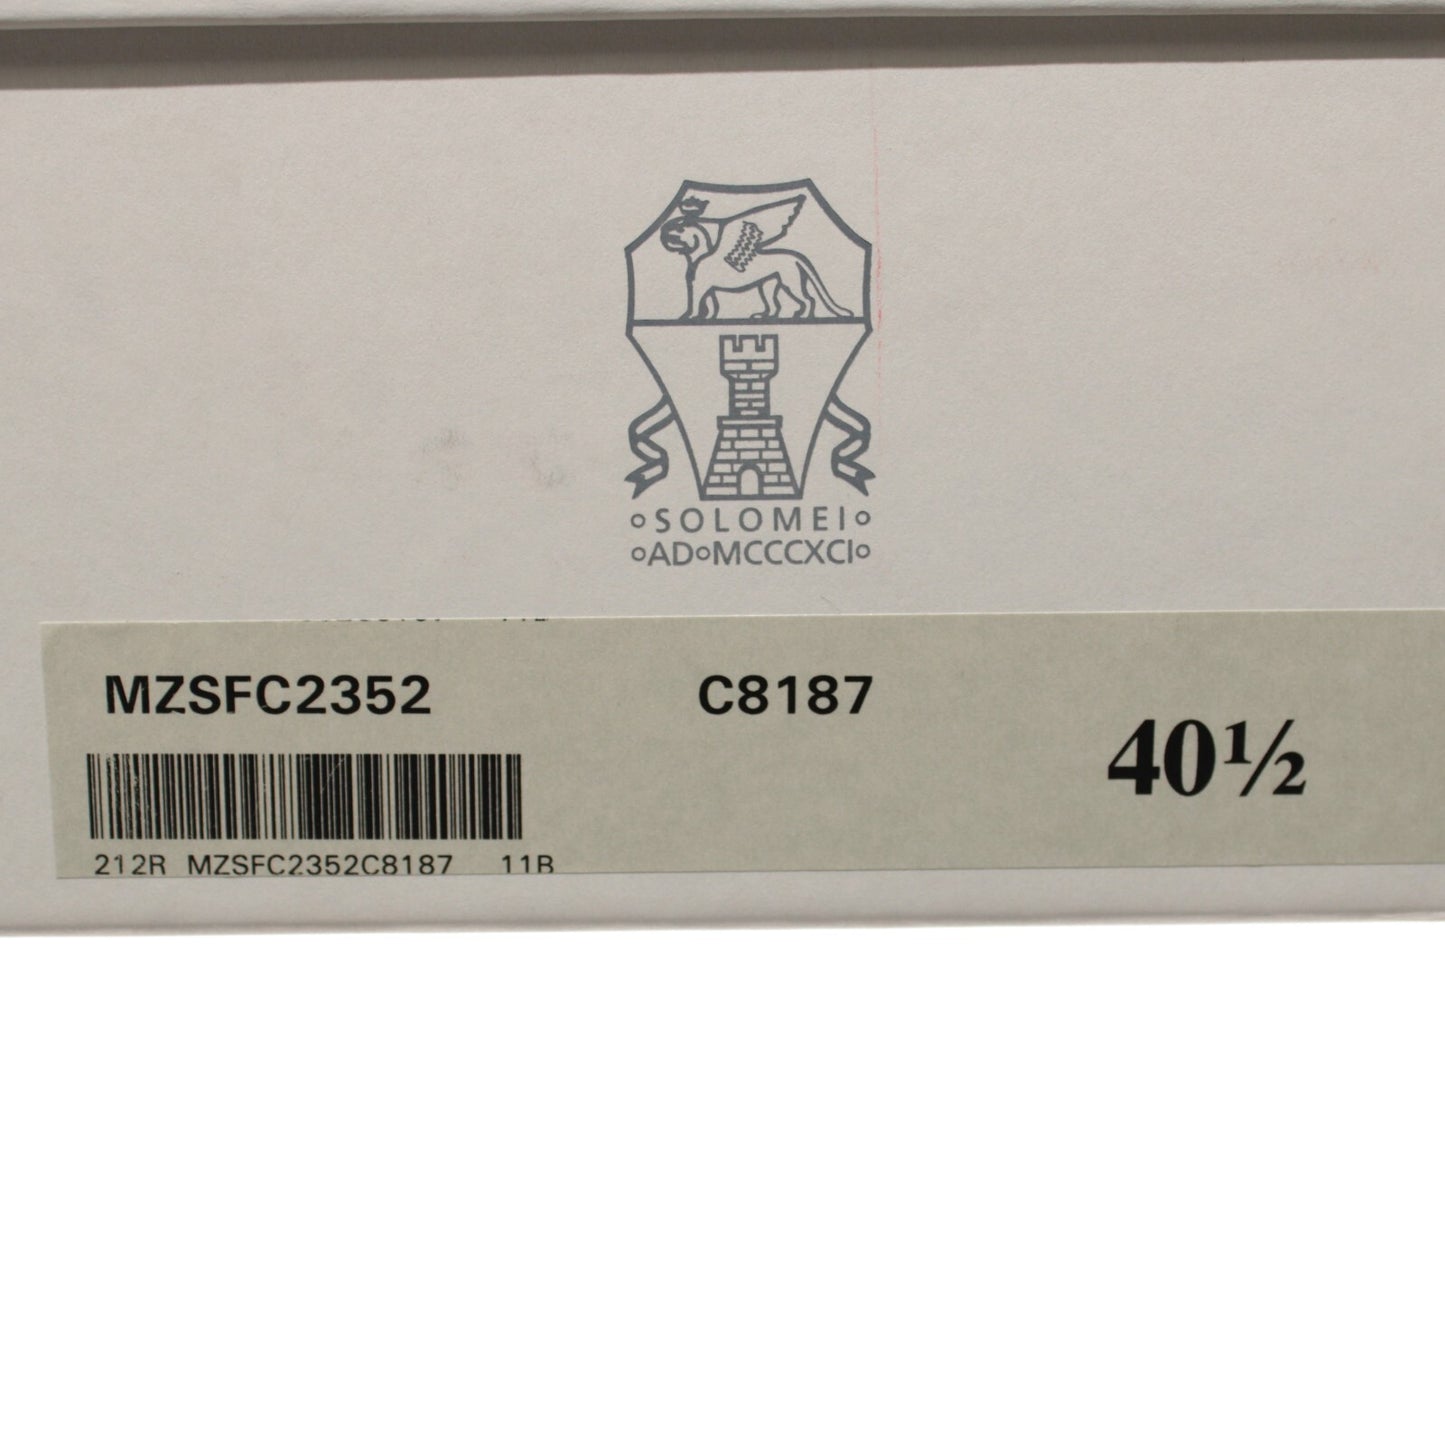 ∘SOLOMEI∘
∘AD∘MCCCXCI∘
MZSFC2352 C8187
40½
212R MZSFC2352C8187 11B